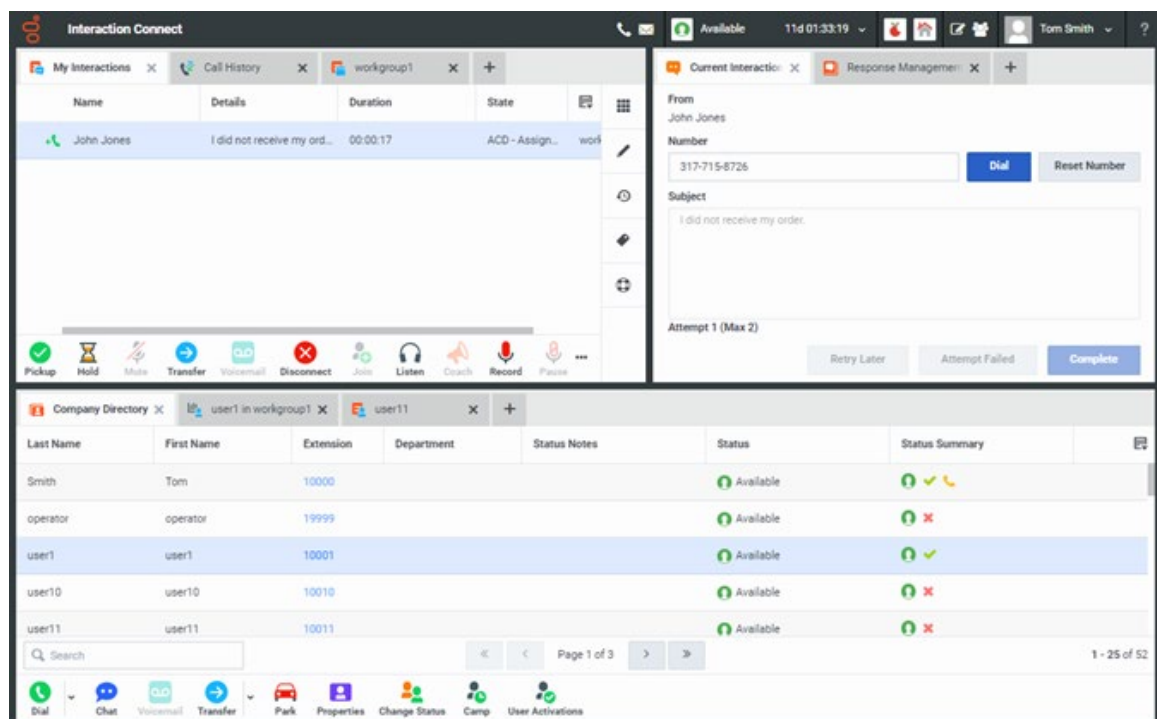 Interaction Connect
Available 11d 01:33:19
Tom Smith ?
My Interactions Call History workgroup1
Name Details Duration State
John Jones I did not receive my ord... 00:00:17 ACD - Assign... work
Pickup Hold Mute Transfer Voicemail Disconnect Join Listen Coach Record Pause
Current Interaction Response Management
From
John Jones
Number
317-715-8726 Dial Reset Number
Subject
I did not receive my order.
Attempt 1 (Max 2)
Retry Later Attempt Failed Complete
Company Directory user1 in workgroup1 user11
Last Name First Name Extension Department Status Notes Status Status Summary
Smith Tom 10000 Available
operator operator 19999 Available
user1 user1 10001 Available
user10 user10 10010 Available
user11 user11 10011 Available
Search Page 1 of 3 1 - 25 of 52
Dial Chat Voicemail Transfer Park Properties Change Status Camp User Activations